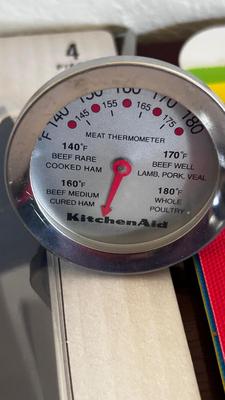 4
°F 140 150 160 170 180
145 155 165 175
MEAT THERMOMETER
140°F
BEEF RARE
COOKED HAM
170°F
BEEF WELL
LAMB, PORK, VEAL
160°F
BEEF MEDIUM
CURED HAM
180°F
WHOLE
POULTRY
KitchenAid